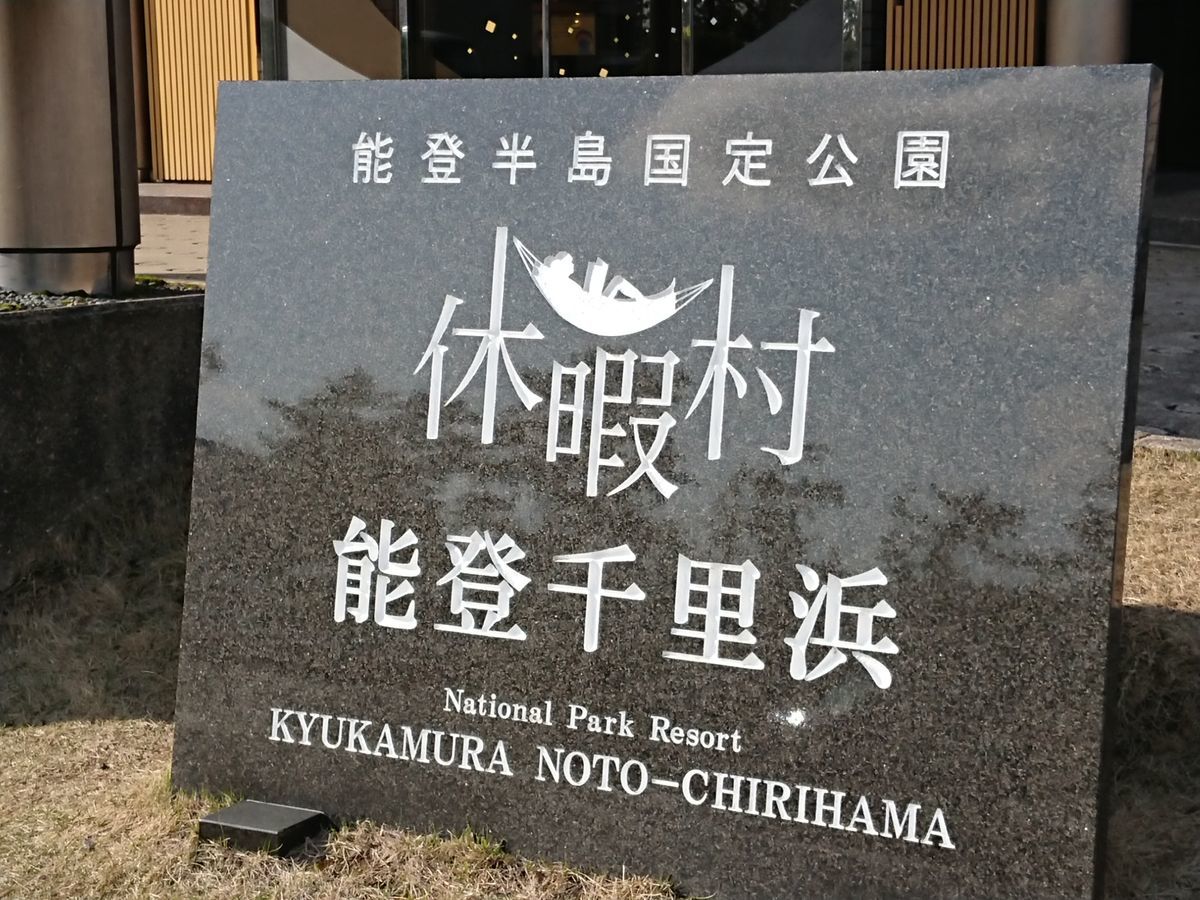 能登半島国定公園
休暇村
能登千里浜
National Park Resort
KYUKAMURA NOTO-CHIRIHAMA